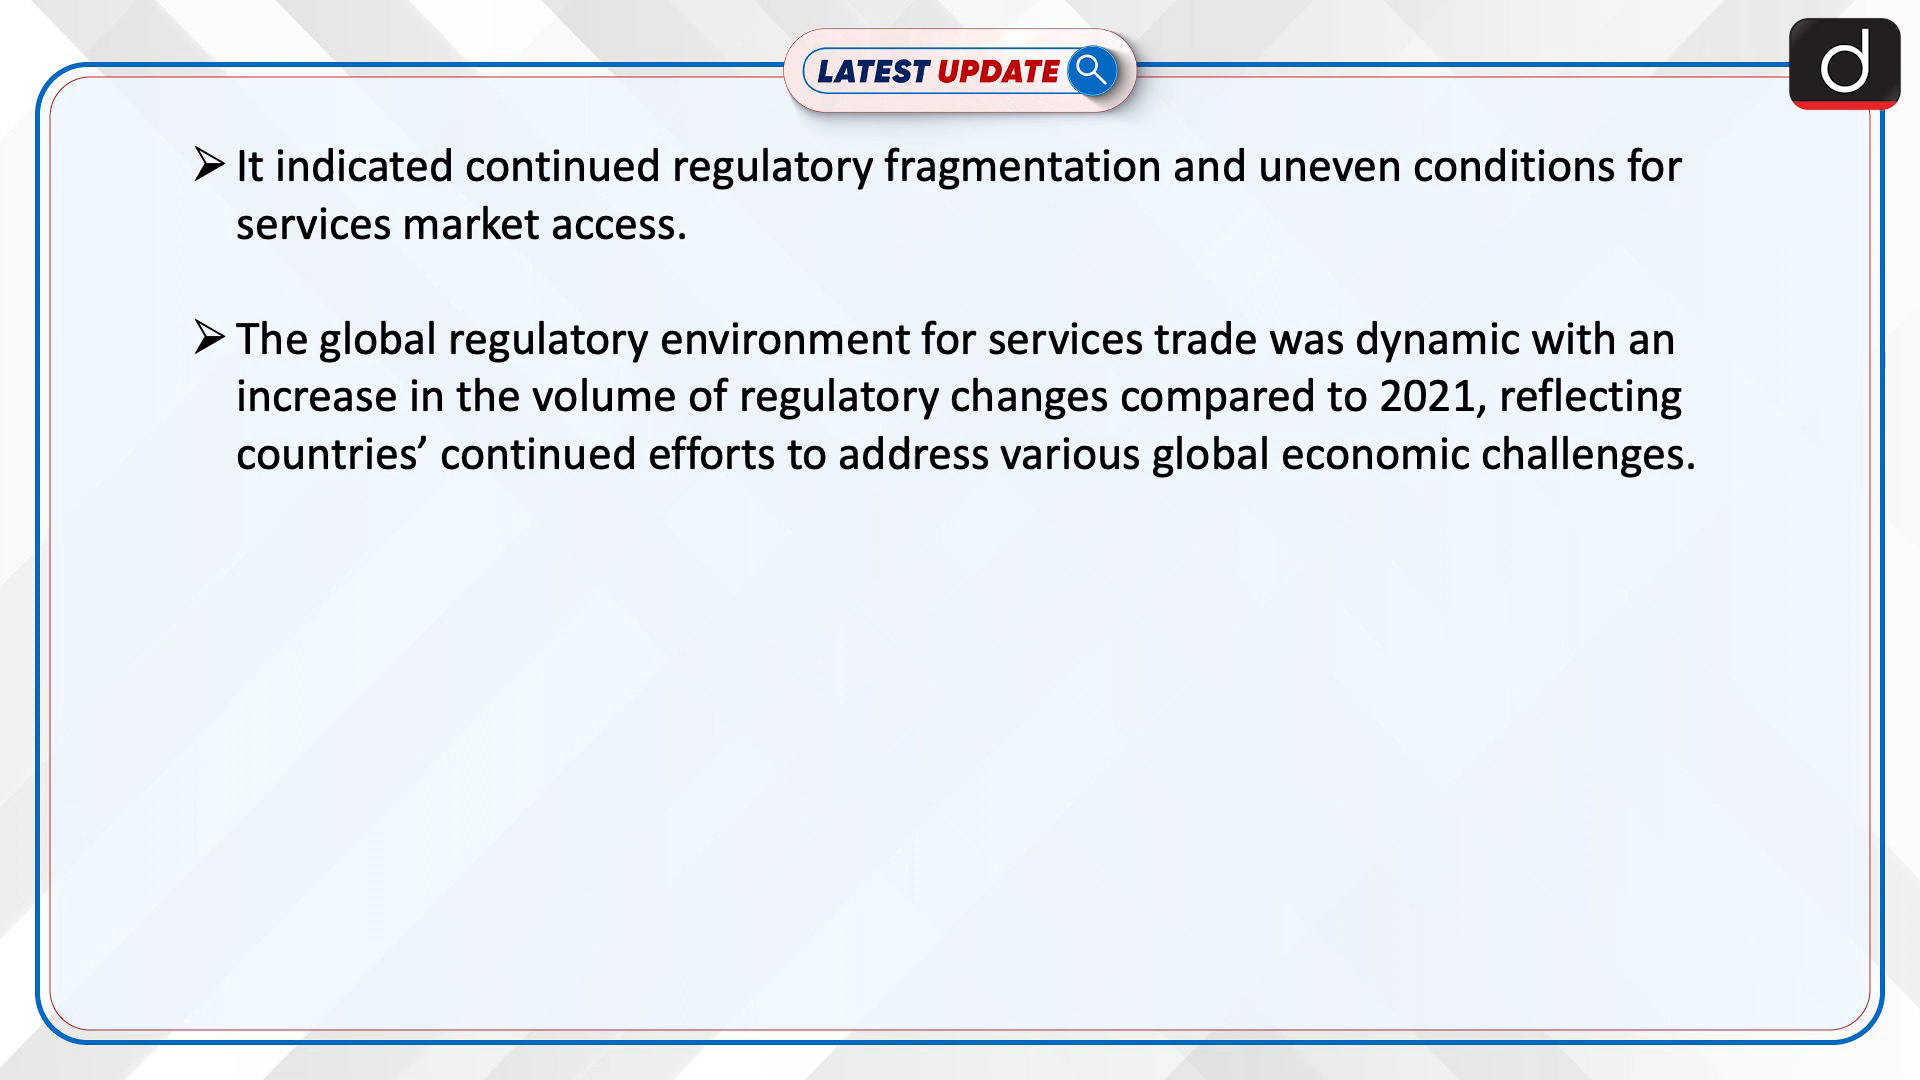 LATEST UPDATE
d
➢ It indicated continued regulatory fragmentation and uneven conditions for
services market access.
➢ The global regulatory environment for services trade was dynamic with an
increase in the volume of regulatory changes compared to 2021, reflecting
countries’ continued efforts to address various global economic challenges.